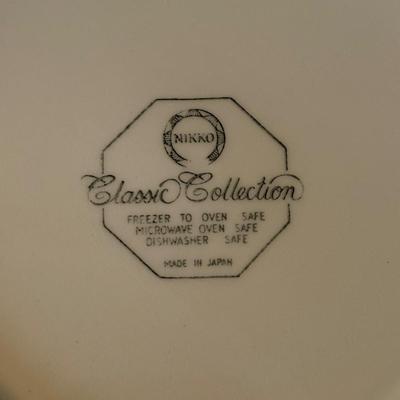 NIKKO
Classic Collection
FREEZER TO OVEN SAFE
MICROWAVE OVEN SAFE
DISHWASHER SAFE
MADE IN JAPAN